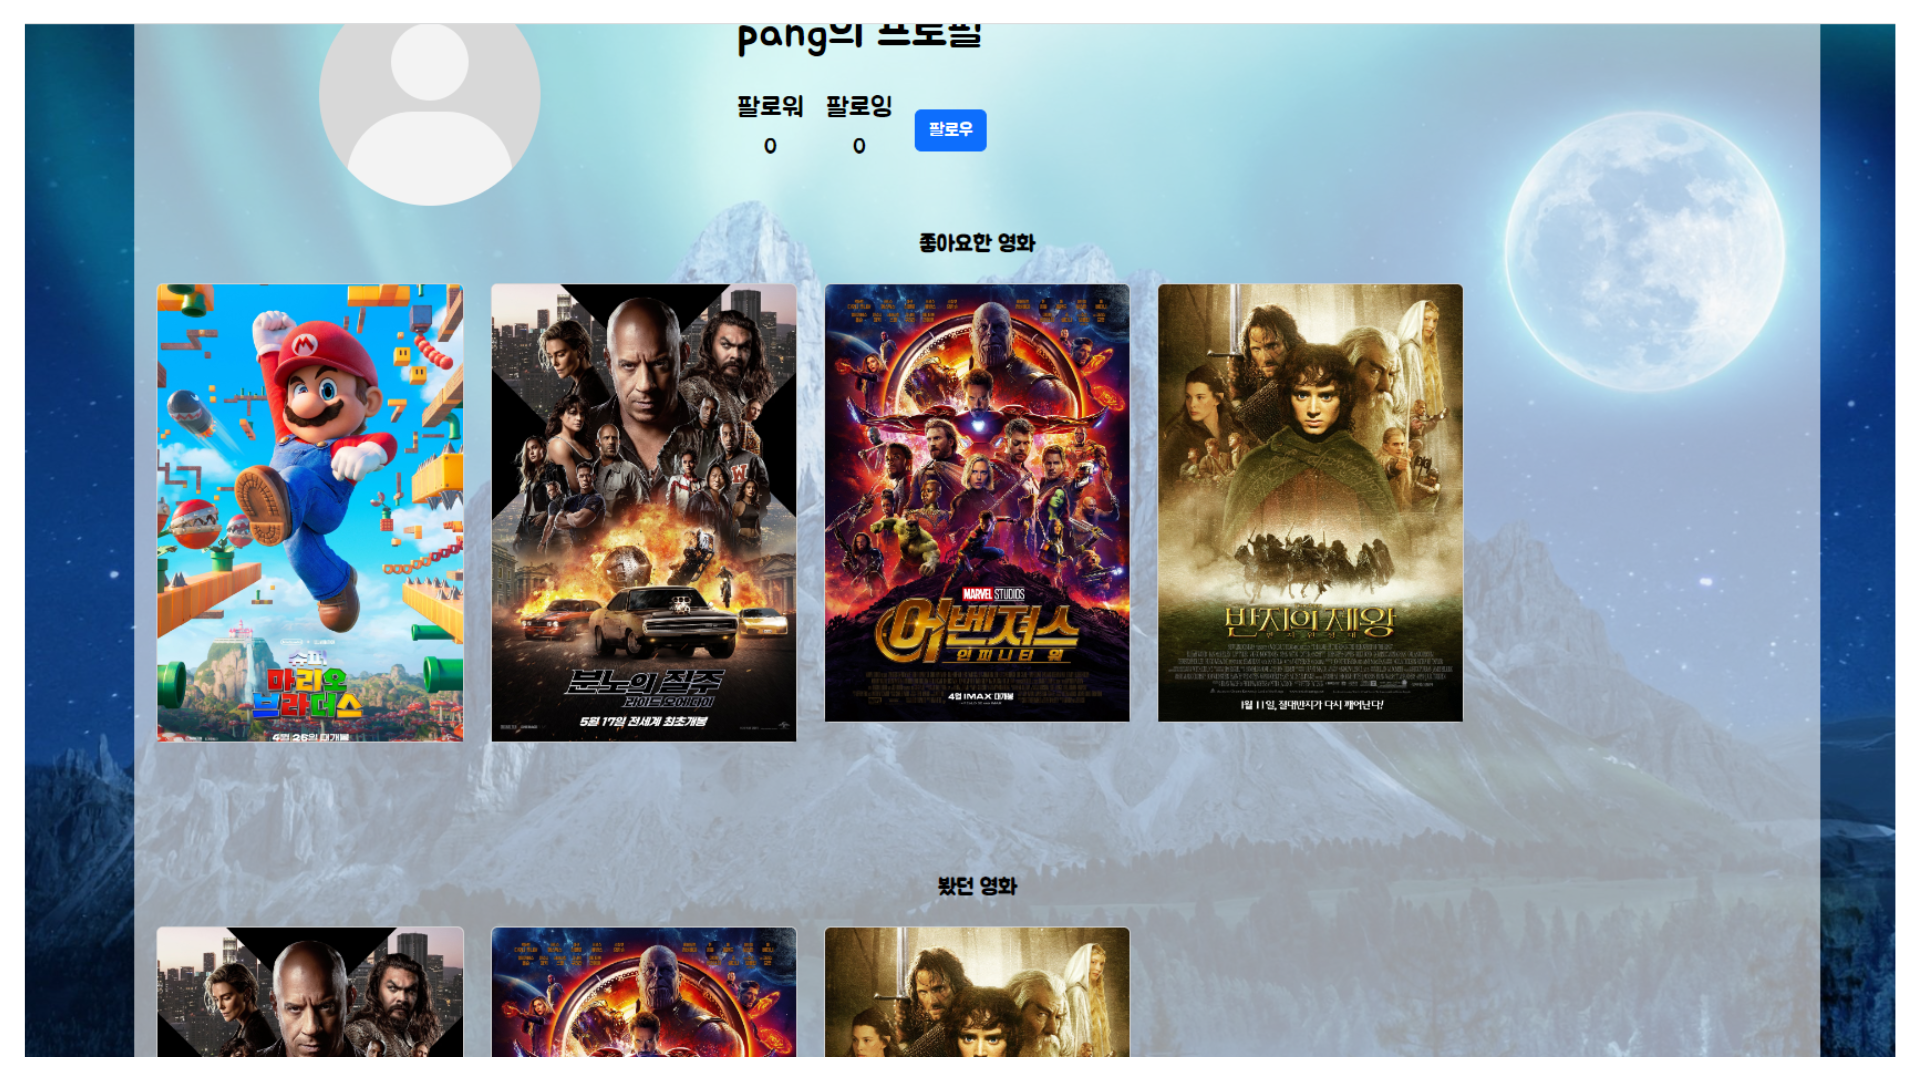 pang의 프로필
팔로워 팔로잉 팔로우
0 0
좋아요한 영화
슈퍼
마리오
브라더스
4월 26일 대개봉
분노의 질주
라이드 오어 다이
5월 17일 전세계 최초개봉
MARVEL STUDIOS
어벤져스
인피니티 워
4월 IMAX 대개봉
반지의 제왕
반지원정대
1월 11일, 절대반지가 다시 깨어난다!
봤던 영화